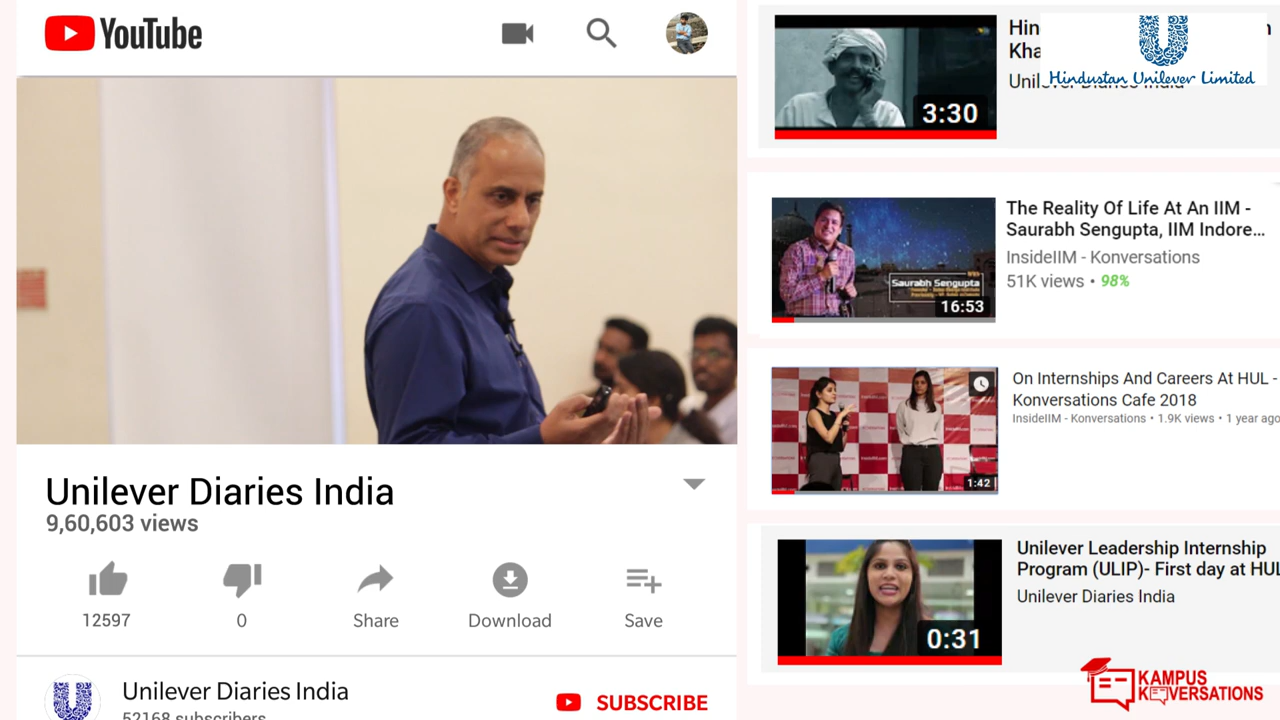 YouTube
Unilever Diaries India
9,60,603 views
12597
0
Share
Download
Save
Unilever Diaries India
52168 subscribers
SUBSCRIBE
3:30
Hin
Kha
Unilever Diaries India
Hindustan Unilever Limited
Saurabh Sengupta
16:53
The Reality Of Life At An IIM -
Saurabh Sengupta, IIM Indore...
InsideIIM - Konversations
51K views • 98%
1:42
On Internships And Careers At HUL -
Konversations Cafe 2018
InsideIIM - Konversations • 1.9K views • 1 year ago
0:31
Unilever Leadership Internship
Program (ULIP)- First day at HUL
Unilever Diaries India
KAMPUS
KONVERSATIONS